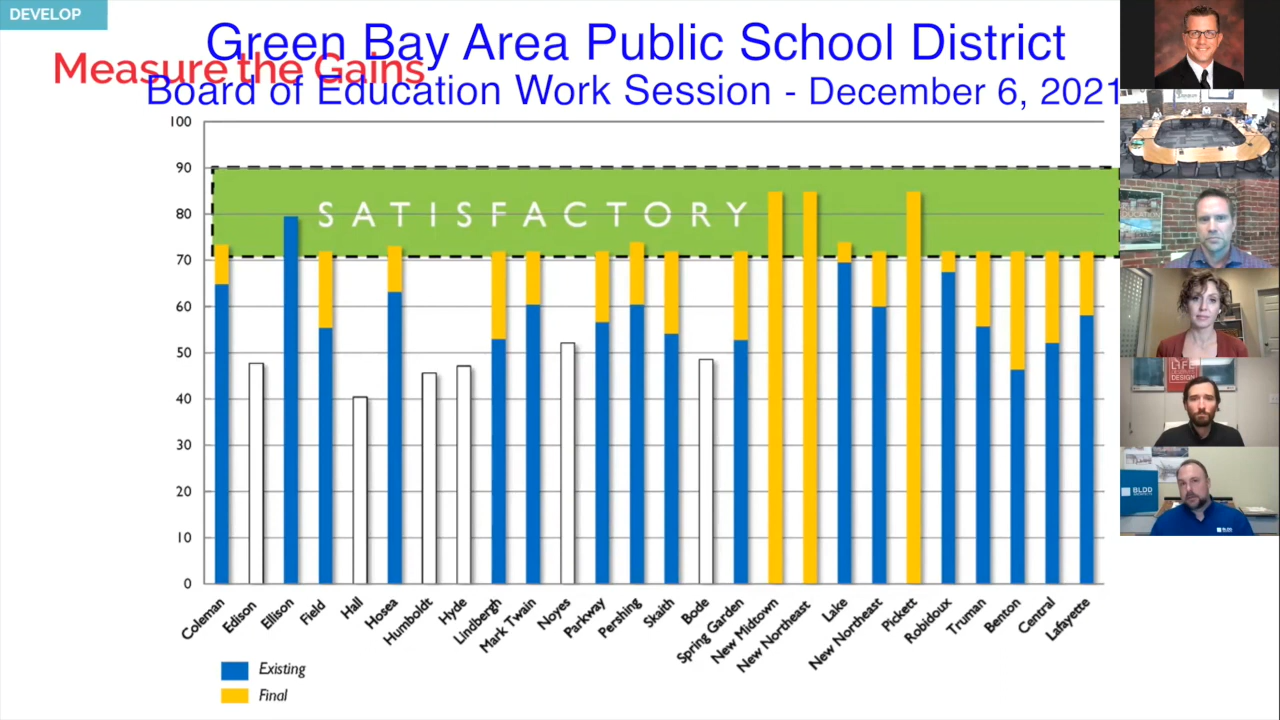 DEVELOP
Green Bay Area Public School District
Measure the Gains
Board of Education Work Session - December 6, 2021
100
90
80
70
60
50
40
30
20
10
0
SATISFACTORY
Coleman
Edison
Ellison
Field
Hall
Hosea
Humboldt
Hyde
Lindbergh
Mark Twain
Noyes
Parkway
Pershing
Skaith
Bode
Spring Garden
New Midtown
New Northeast
Lake
New Northeast
Pickett
Robidoux
Truman
Benton
Central
Lafayette
Existing
Final
LIFE
DESIGN
BLDD